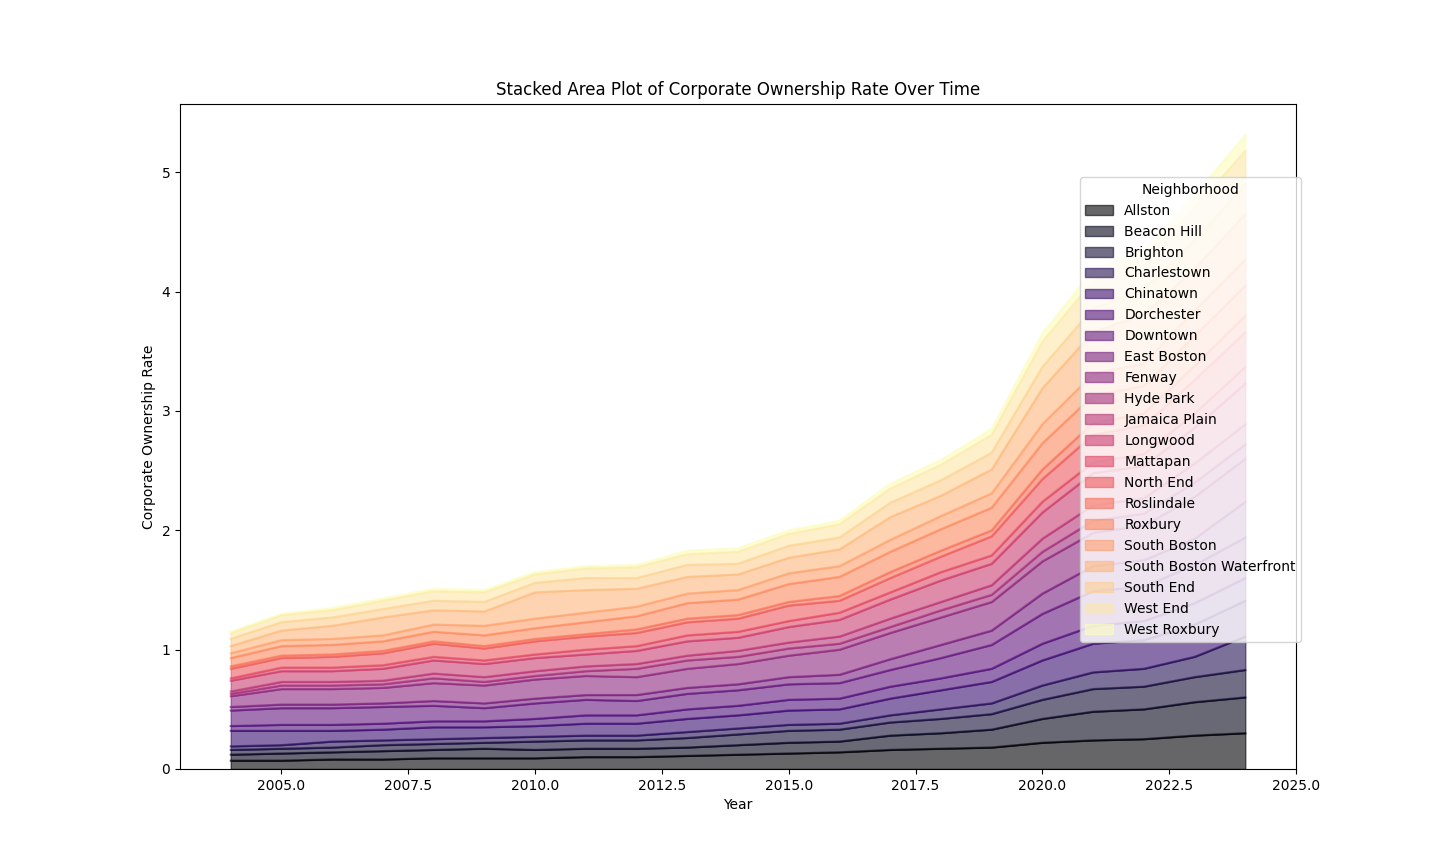 Stacked Area Plot of Corporate Ownership Rate Over Time
5
4
3
2
1
0
Corporate Ownership Rate
Neighborhood
Allston
Beacon Hill
Brighton
Charlestown
Chinatown
Dorchester
Downtown
East Boston
Fenway
Hyde Park
Jamaica Plain
Longwood
Mattapan
North End
Roslindale
Roxbury
South Boston
South Boston Waterfront
South End
West End
West Roxbury
2005.0 2007.5 2010.0 2012.5 2015.0 2017.5 2020.0 2022.5 2025.0
Year